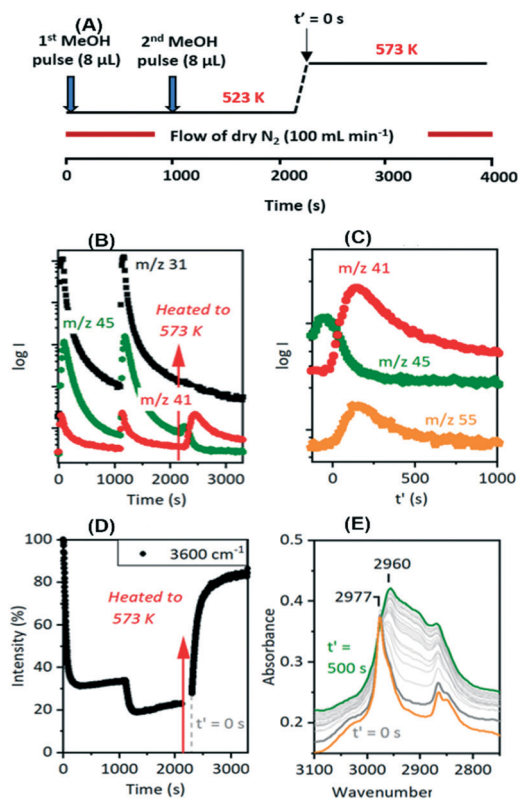 (A)
t' = 0 s
1st MeOH
pulse (8 µL)
2nd MeOH
pulse (8 µL)
573 K
523 K
Flow of dry N₂ (100 mL min⁻¹)
0 1000 2000 3000 4000
Time (s)
(B)
m/z 31
m/z 45
Heated to
573 K
m/z 41
log I
0 1000 2000 3000
Time (s)
(C)
m/z 41
m/z 45
m/z 55
log I
0 250 500 750 1000
t' (s)
(D)
3600 cm⁻¹
Heated to
573 K
t' = 0 s
Intensity (%)
100
80
60
40
20
0
0 1000 2000 3000
Time (s)
(E)
2960
2977
t' =
500 s
t' = 0 s
Absorbance
0.5
0.4
0.3
0.2
3100 3000 2900 2800
Wavenumber